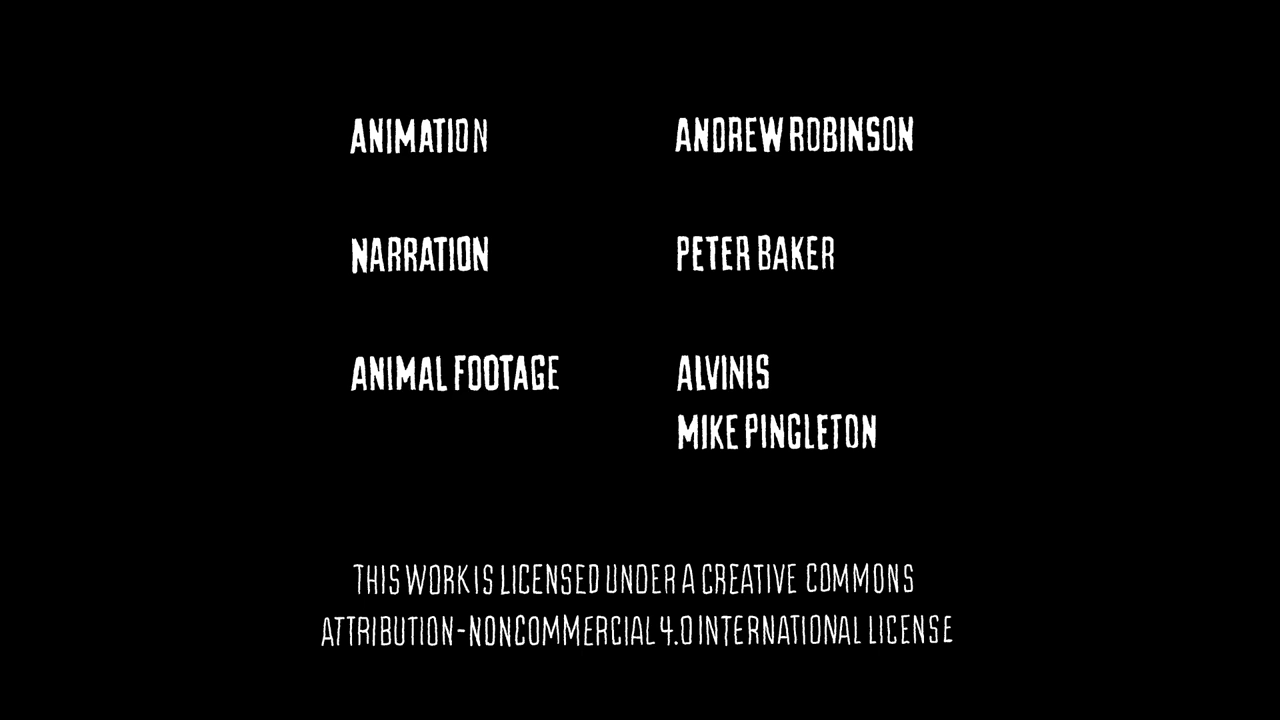 ANIMATION ANDREW ROBINSON
NARRATION PETER BAKER
ANIMAL FOOTAGE ALVINIS
MIKE PINGLETON
THIS WORK IS LICENSED UNDER A CREATIVE COMMONS
ATTRIBUTION-NONCOMMERCIAL 4.0 INTERNATIONAL LICENSE